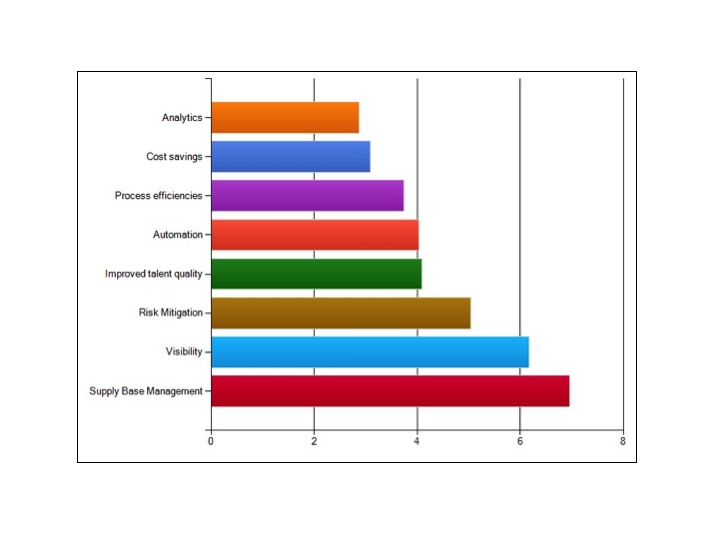 Analytics
Cost savings
Process efficiencies
Automation
Improved talent quality
Risk Mitigation
Visibility
Supply Base Management
0 2 4 6 8